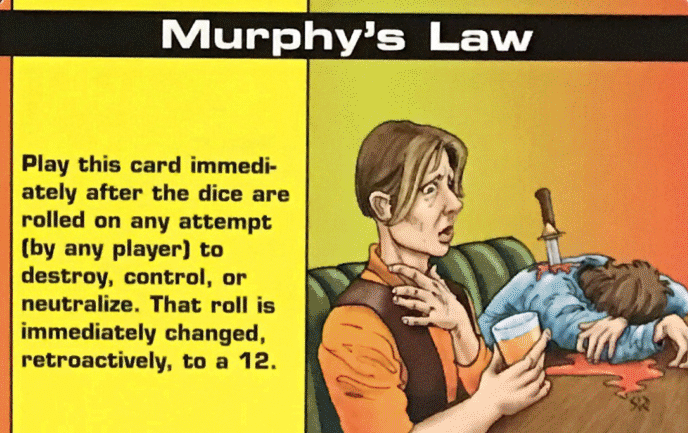 Murphy's Law
Play this card immedi-
ately after the dice are
rolled on any attempt
(by any player) to
destroy, control, or
neutralize. That roll is
immediately changed,
retroactively, to a 12.